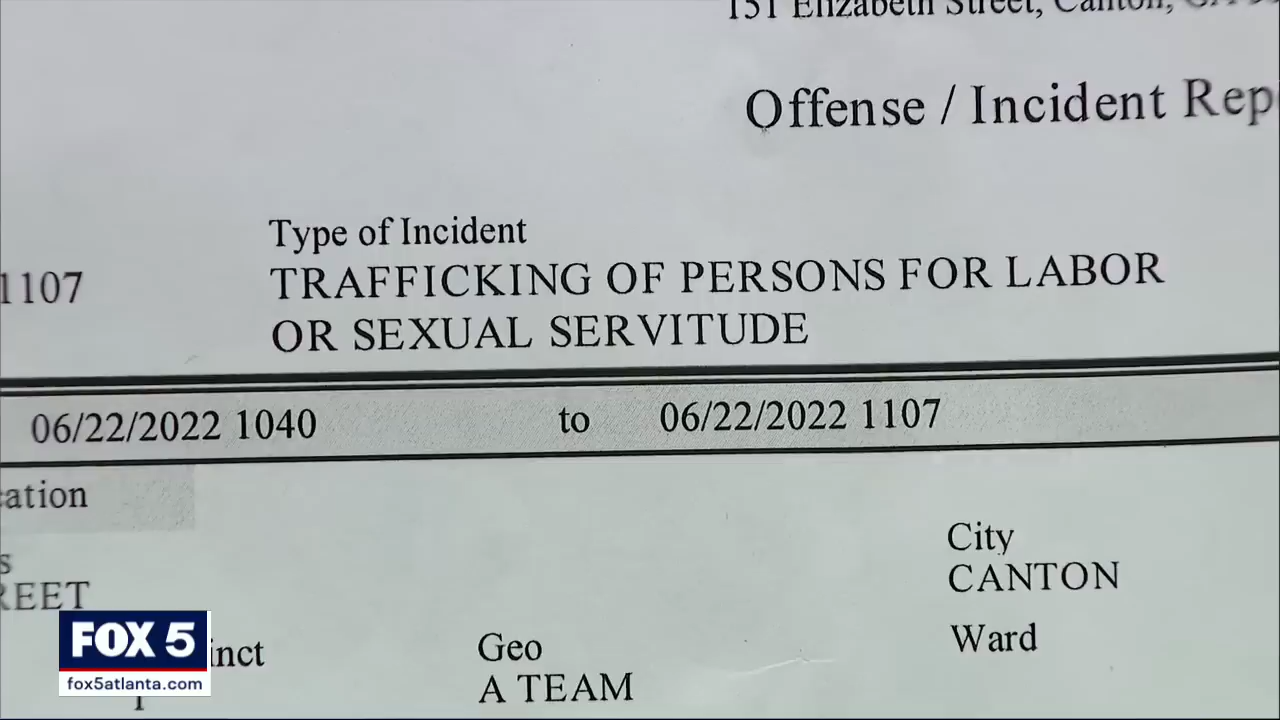 151 Elizabeth Street, Canton,
Offense / Incident Rep
Type of Incident
1107
TRAFFICKING OF PERSONS FOR LABOR
OR SEXUAL SERVITUDE
06/22/2022 1040 to 06/22/2022 1107
cation
City
CANTON
REET
inct
Geo
A TEAM
Ward
FOX 5
fox5atlanta.com